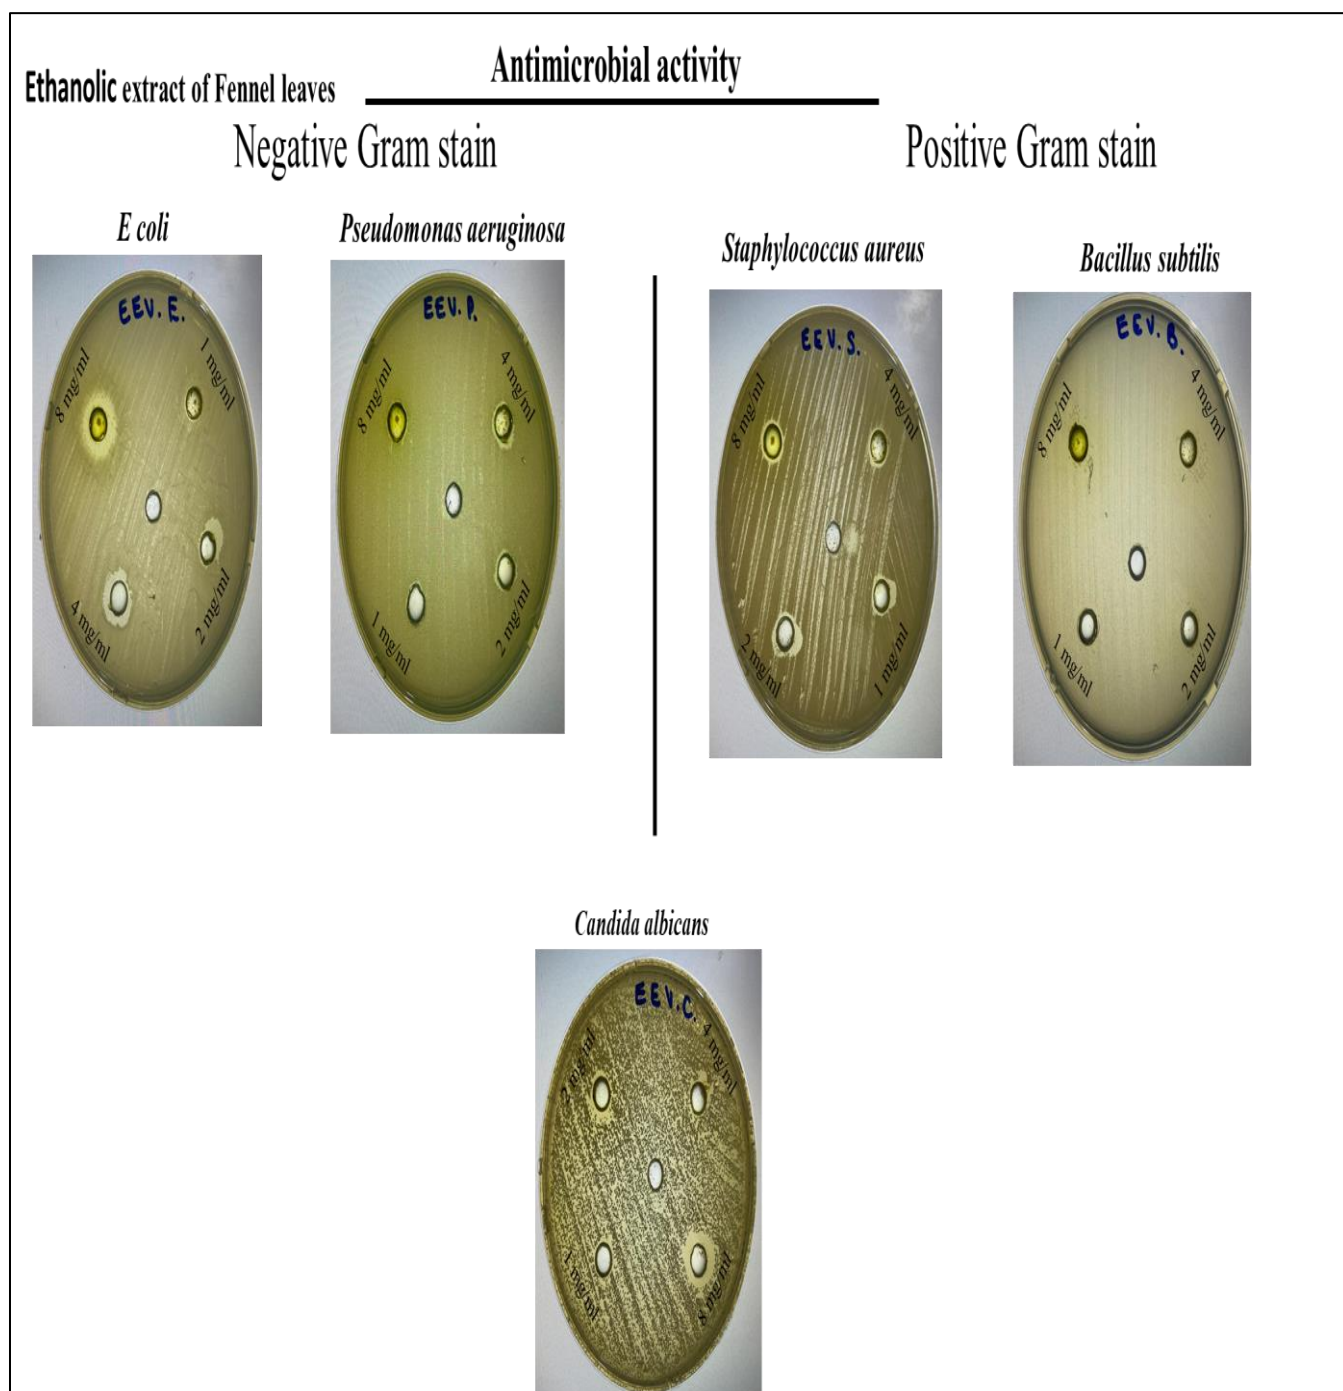 Antimicrobial activity
Ethanolic extract of Fennel leaves
Negative Gram stain
Positive Gram stain
E coli
Pseudomonas aeruginosa
Staphylococcus aureus
Bacillus subtilis
EEV. E.
8 mg/ml
1 mg/ml
4 mg/ml
2 mg/ml
EEV. P.
8 mg/ml
4 mg/ml
1 mg/ml
2 mg/ml
EEV. S.
8 mg/ml
4 mg/ml
2 mg/ml
1 mg/ml
EEV. B.
8 mg/ml
4 mg/ml
1 mg/ml
2 mg/ml
Candida albicans
EEV. C.
2 mg/ml
4 mg/ml
1 mg/ml
8 mg/ml